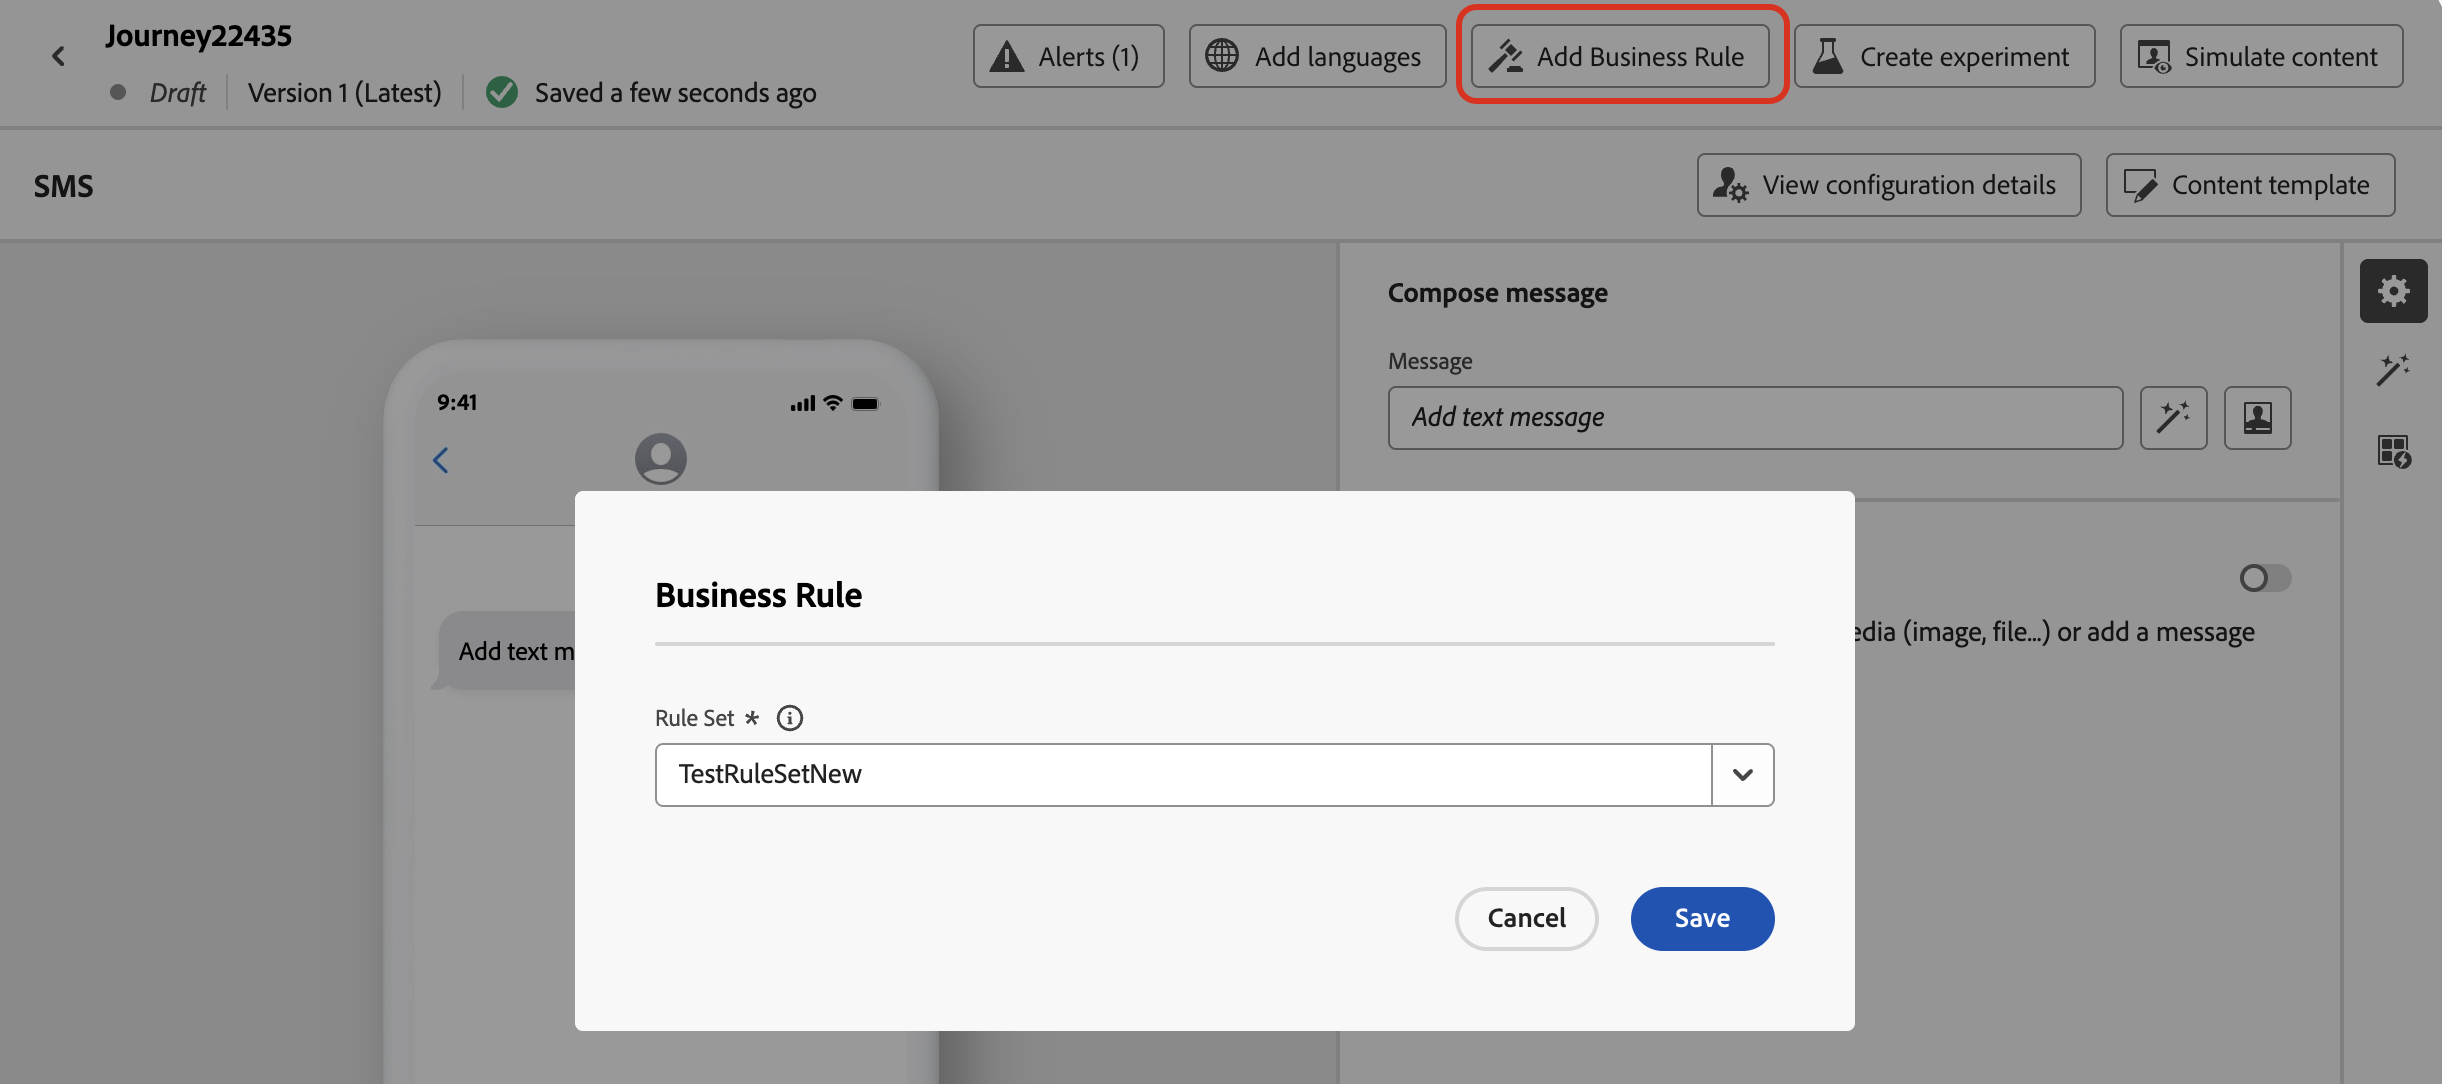 Journey22435
Draft
Version 1 (Latest)
Saved a few seconds ago
Alerts (1)
Add languages
Add Business Rule
Create experiment
Simulate content
SMS
View configuration details
Content template
Compose message
Message
Add text message
9:41
Add text m
edia (image, file...) or add a message
Business Rule
Rule Set *
TestRuleSetNew
Cancel
Save